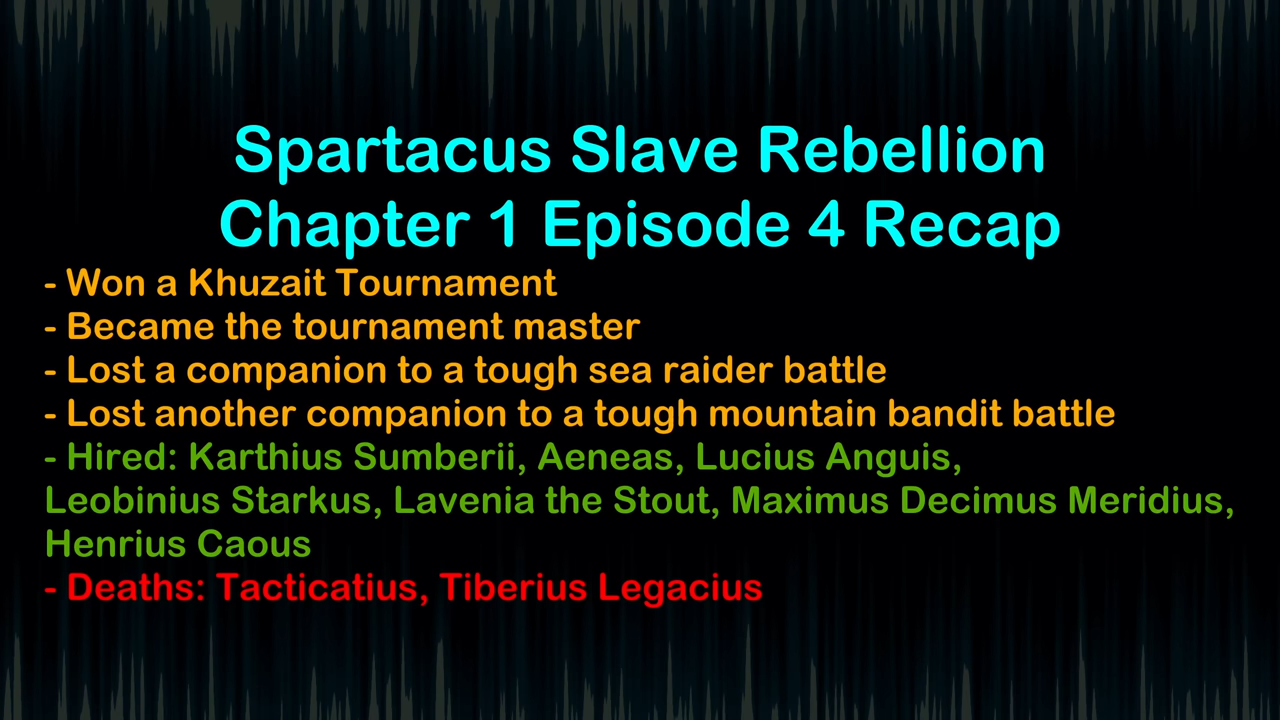 Spartacus Slave Rebellion
Chapter 1 Episode 4 Recap
- Won a Khuzait Tournament
- Became the tournament master
- Lost a companion to a tough sea raider battle
- Lost another companion to a tough mountain bandit battle
- Hired: Karthius Sumberii, Aeneas, Lucius Anguis,
Leobinius Starkus, Lavenia the Stout, Maximus Decimus Meridius,
Henrius Caous
- Deaths: Tacticatius, Tiberius Legacius